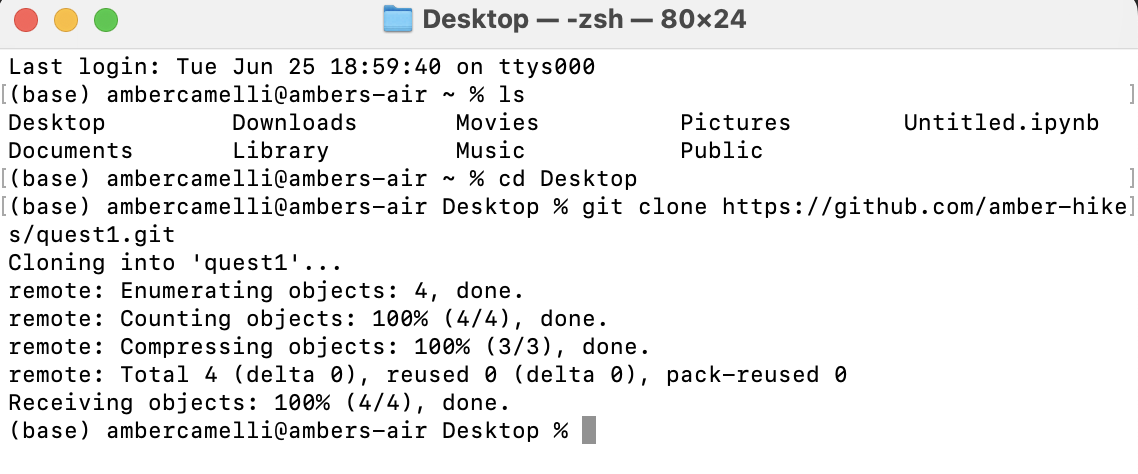 Desktop — -zsh — 80×24
Last login: Tue Jun 25 18:59:40 on ttys000
[(base) ambercamelli@ambers-air ~ % ls ]
Desktop Downloads Movies Pictures Untitled.ipynb
Documents Library Music Public
[(base) ambercamelli@ambers-air ~ % cd Desktop ]
[(base) ambercamelli@ambers-air Desktop % git clone https://github.com/amber-hike]
s/quest1.git
Cloning into 'quest1'...
remote: Enumerating objects: 4, done.
remote: Counting objects: 100% (4/4), done.
remote: Compressing objects: 100% (3/3), done.
remote: Total 4 (delta 0), reused 0 (delta 0), pack-reused 0
Receiving objects: 100% (4/4), done.
(base) ambercamelli@ambers-air Desktop %